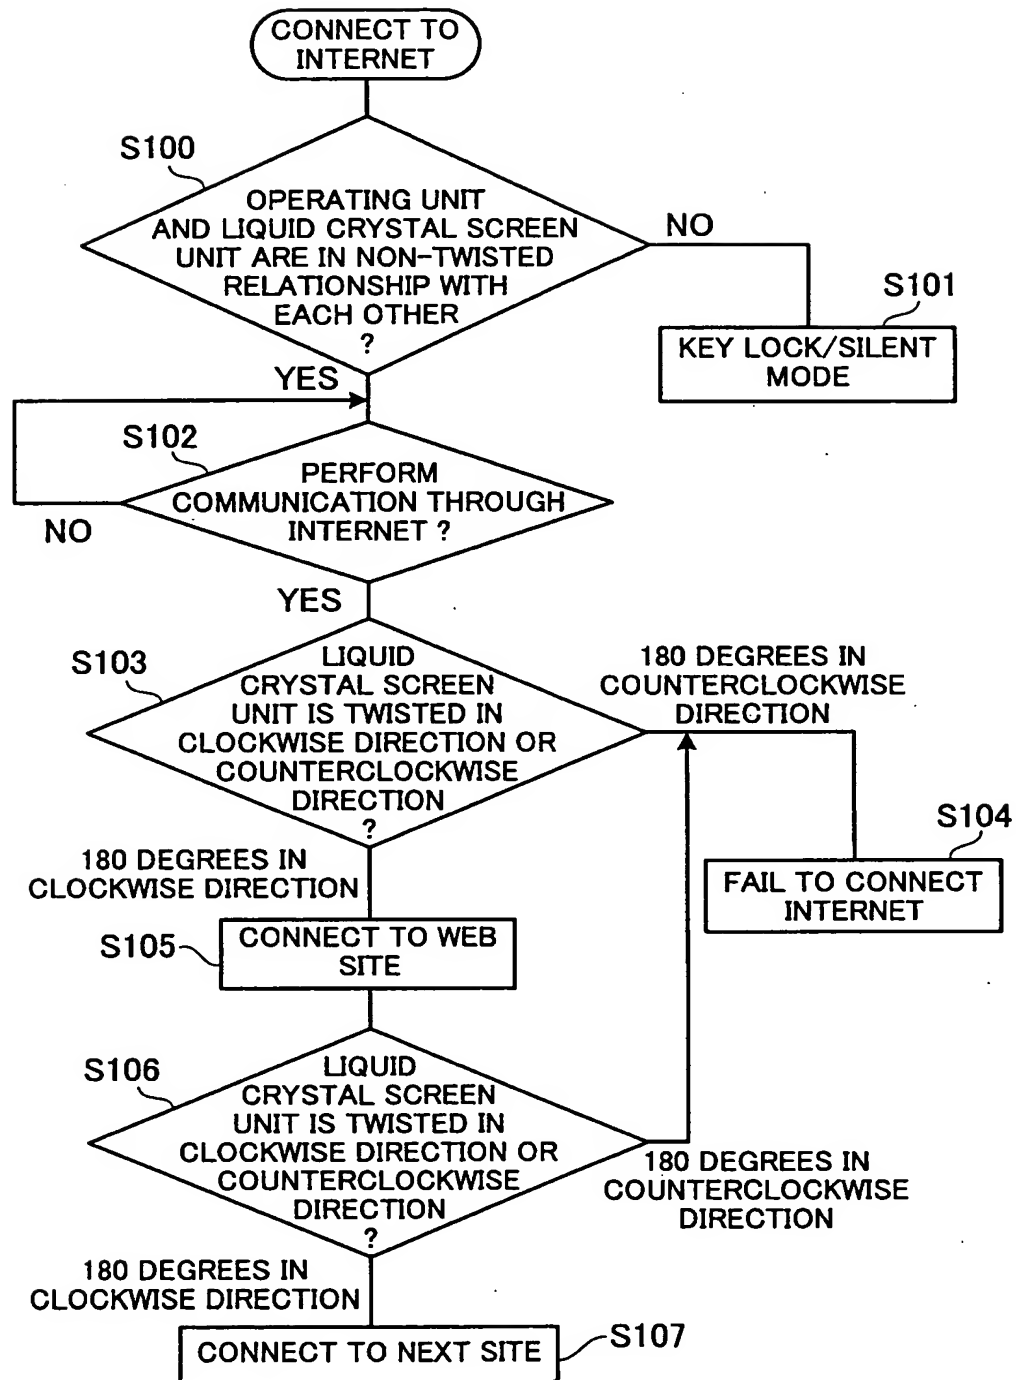 CONNECT TO
INTERNET
S100
OPERATING UNIT
AND LIQUID CRYSTAL SCREEN
UNIT ARE IN NON-TWISTED
RELATIONSHIP WITH
EACH OTHER
?
NO
S101
KEY LOCK/SILENT
MODE
YES
S102
PERFORM
COMMUNICATION THROUGH
INTERNET ?
NO
YES
S103
LIQUID
CRYSTAL SCREEN
UNIT IS TWISTED IN
CLOCKWISE DIRECTION OR
COUNTERCLOCKWISE
DIRECTION
?
180 DEGREES IN
COUNTERCLOCKWISE
DIRECTION
S104
FAIL TO CONNECT
INTERNET
180 DEGREES IN
CLOCKWISE DIRECTION
S105
CONNECT TO WEB
SITE
S106
LIQUID
CRYSTAL SCREEN
UNIT IS TWISTED IN
CLOCKWISE DIRECTION OR
COUNTERCLOCKWISE
DIRECTION
?
180 DEGREES IN
COUNTERCLOCKWISE
DIRECTION
180 DEGREES IN
CLOCKWISE DIRECTION
CONNECT TO NEXT SITE
S107